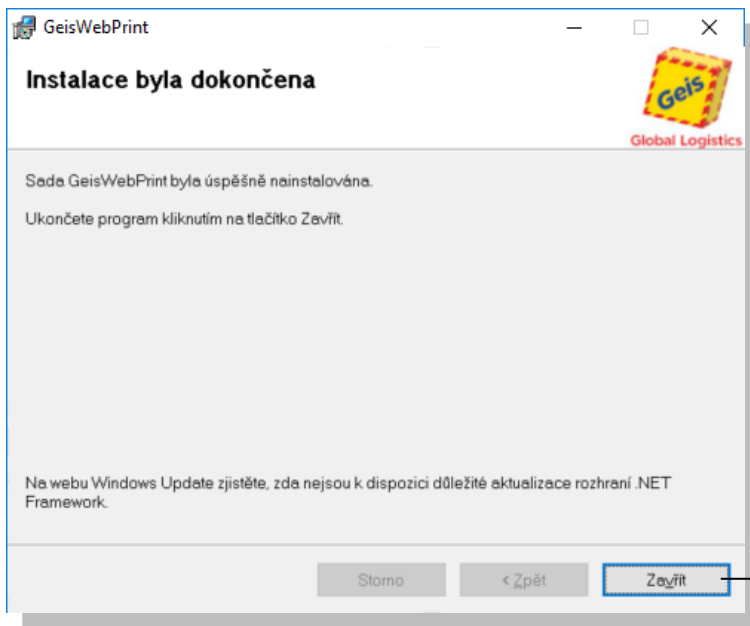 GeisWebPrint
Instalace byla dokončena
Geis
Global Logistics
Sada GeisWebPrint byla úspěšně nainstalována.
Ukončete program kliknutím na tlačítko Zavřít.
Na webu Windows Update zjistěte, zda nejsou k dispozici důležité aktualizace rozhraní .NET
Framework.
Storno
< Zpět
Zavřít